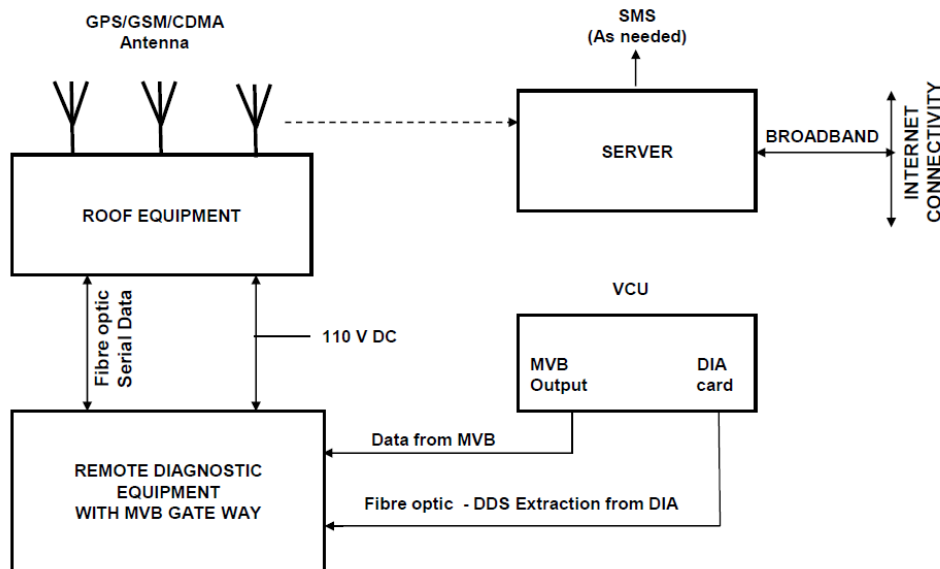 GPS/GSM/CDMA
Antenna
SMS
(As needed)
SERVER
BROADBAND
INTERNET
CONNECTIVITY
ROOF EQUIPMENT
Fibre optic
Serial Data
110 V DC
VCU
MVB
Output
DIA
card
Data from MVB
REMOTE DIAGNOSTIC
EQUIPMENT
WITH MVB GATE WAY
Fibre optic - DDS Extraction from DIA